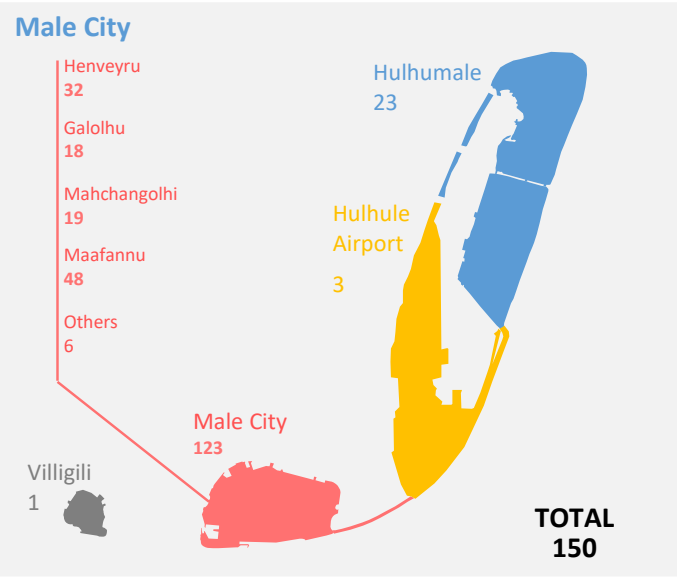 Male City
Henveyru
32
Galolhu
18
Mahchangolhi
19
Maafannu
48
Others
6
Hulhumale
23
Hulhule
Airport
3
Male City
123
Villigili
1
TOTAL
150